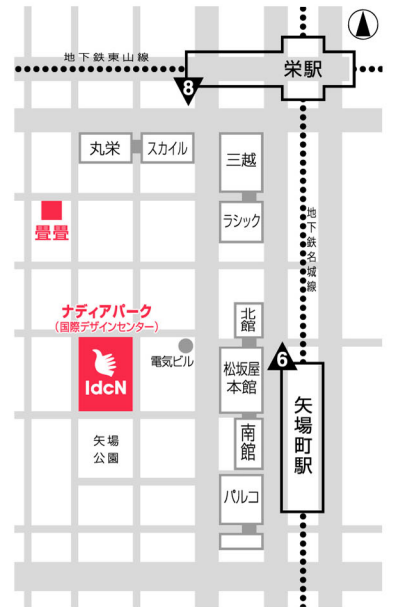 地下鉄東山線
栄駅
8
丸栄
スカイル
三越
ラシック
地下鉄名城線
畳畳
ナディアパーク
(国際デザインセンター)
IdcN
電気ビル
北館
6
松坂屋
本館
矢場町駅
矢場
公園
南館
パルコ